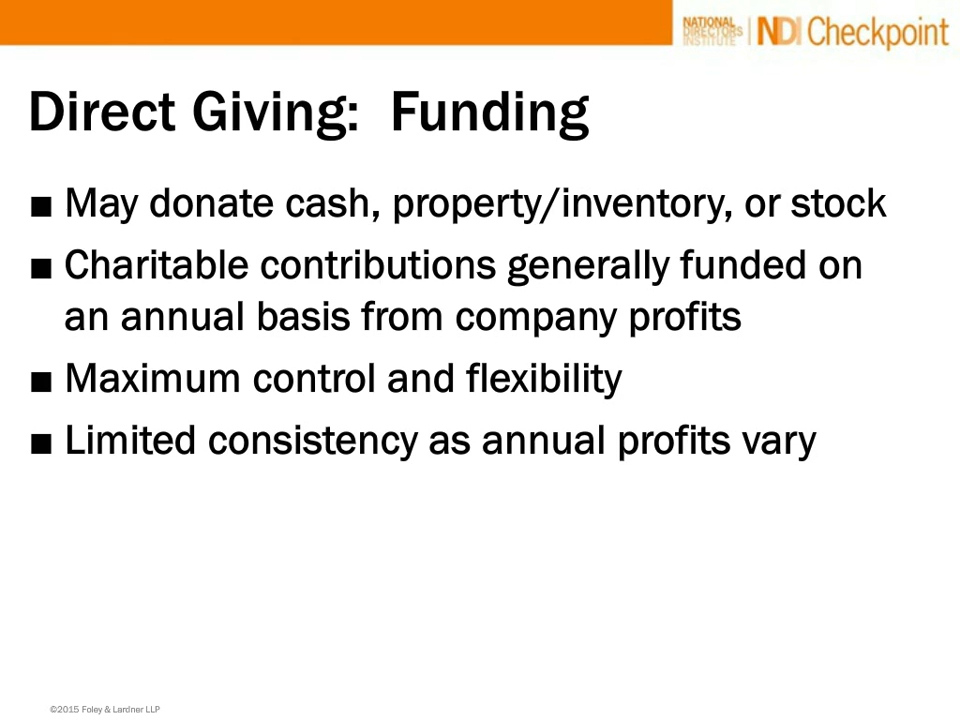 NATIONAL
DIRECTORS
INSTITUTE
NDI Checkpoint
Direct Giving: Funding
■ May donate cash, property/inventory, or stock
■ Charitable contributions generally funded on
an annual basis from company profits
■ Maximum control and flexibility
■ Limited consistency as annual profits vary
©2015 Foley & Lardner LLP